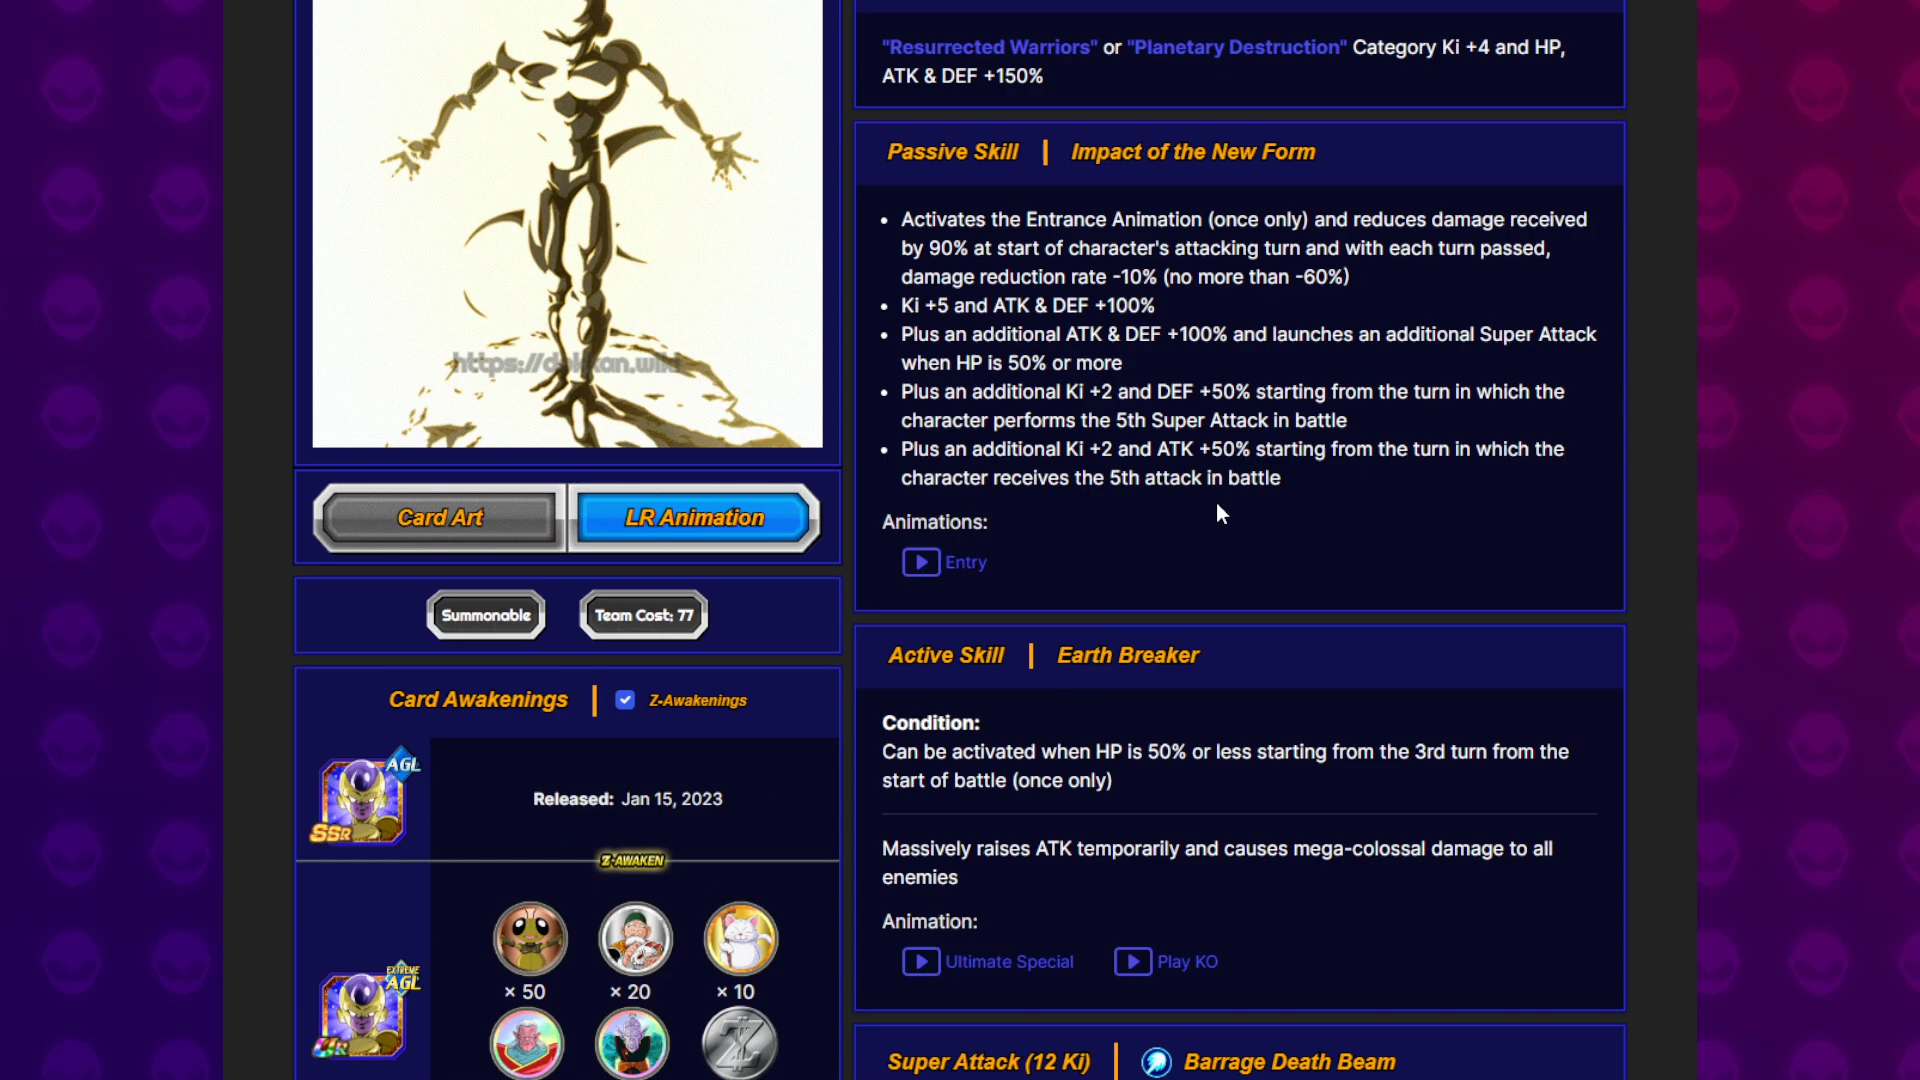 "Resurrected Warriors" or "Planetary Destruction" Category Ki +4 and HP,
ATK & DEF +150%
Passive Skill | Impact of the New Form
Activates the Entrance Animation (once only) and reduces damage received
by 90% at start of character's attacking turn and with each turn passed,
damage reduction rate -10% (no more than -60%)
Ki +5 and ATK & DEF +100%
Plus an additional ATK & DEF +100% and launches an additional Super Attack
when HP is 50% or more
Plus an additional Ki +2 and DEF +50% starting from the turn in which the
character performs the 5th Super Attack in battle
Plus an additional Ki +2 and ATK +50% starting from the turn in which the
character receives the 5th attack in battle
Animations:
Entry
Active Skill | Earth Breaker
Condition:
Can be activated when HP is 50% or less starting from the 3rd turn from the
start of battle (once only)
Massively raises ATK temporarily and causes mega-colossal damage to all
enemies
Animation:
Ultimate Special Play KO
Super Attack (12 Ki) | Barrage Death Beam
https://dokkan.wiki
Card Art LR Animation
Summonable Team Cost: 77
Card Awakenings | Z-Awakenings
AGL
SSR
Released: Jan 15, 2023
Z-AWAKEN
EXTREME
AGL
UR
× 50 × 20 × 10
Z